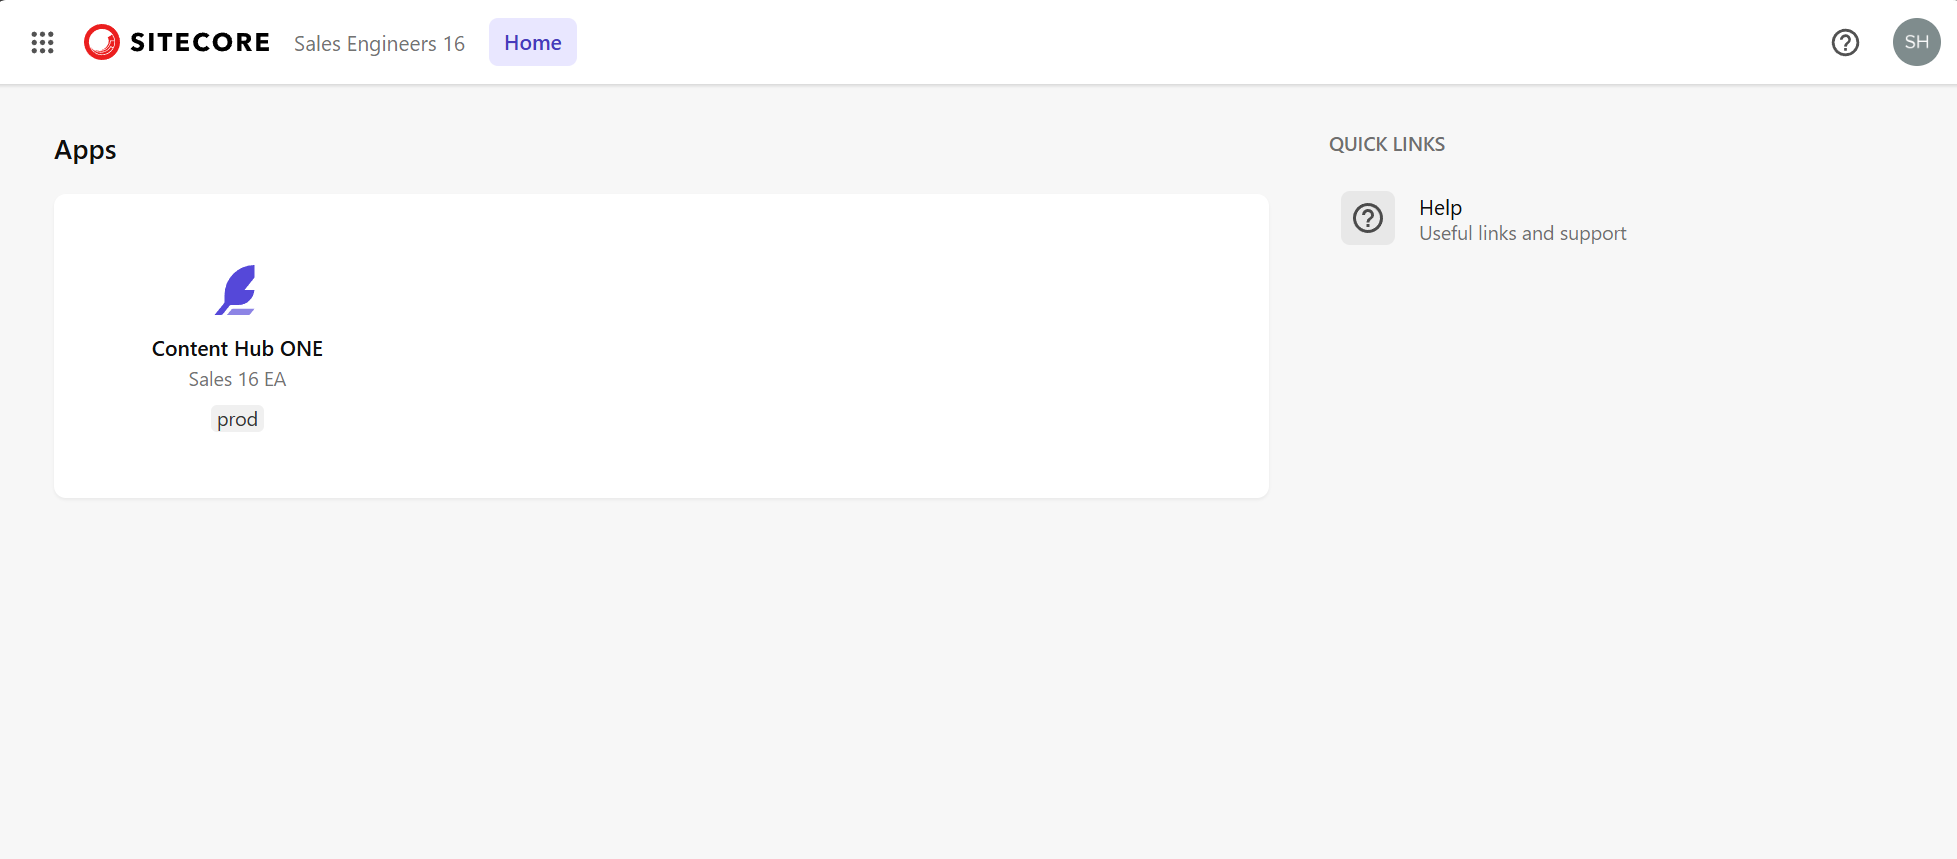 SITECORE
Sales Engineers 16
Home
SH
Apps
Content Hub ONE
Sales 16 EA
prod
QUICK LINKS
Help
Useful links and support